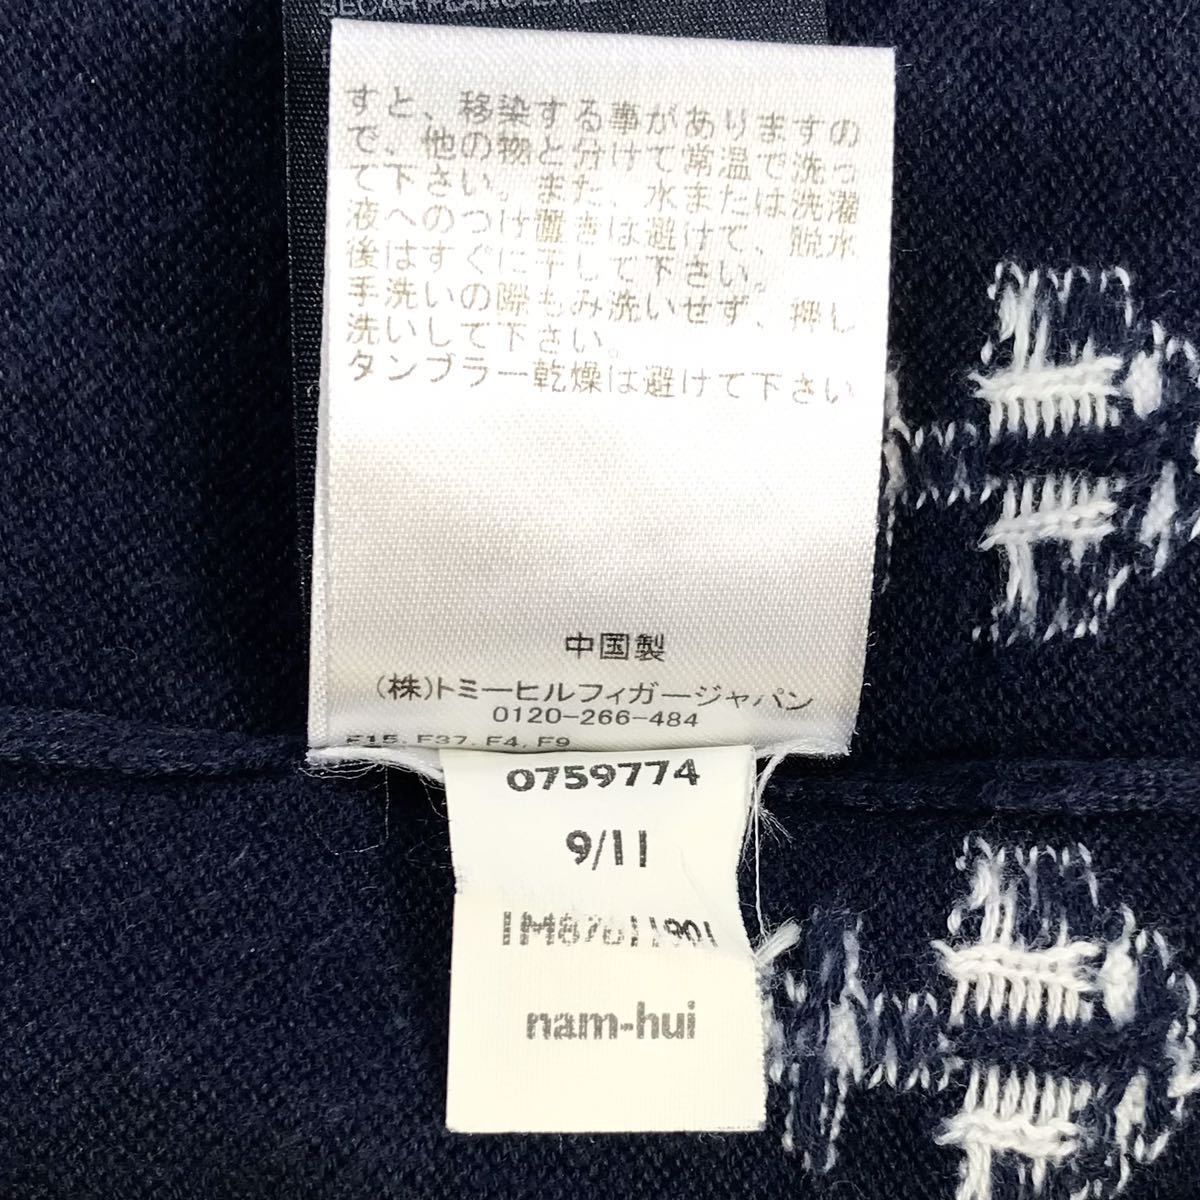 すと、移染する事がありますの
で、他の物と分けて常温で洗っ
て下さい。また、水または洗濯
液へのつけ置きは避けて、脱水
後はすぐに干して下さい。
手洗いの際もみ洗いせず、押し
洗いして下さい。
タンブラー乾燥は避けて下さい
中国製
(株)トミーヒルフィガージャパン
0120-266-484
F15, F37, F4, F9
0759774
9/11
1M87611901
nam-hui